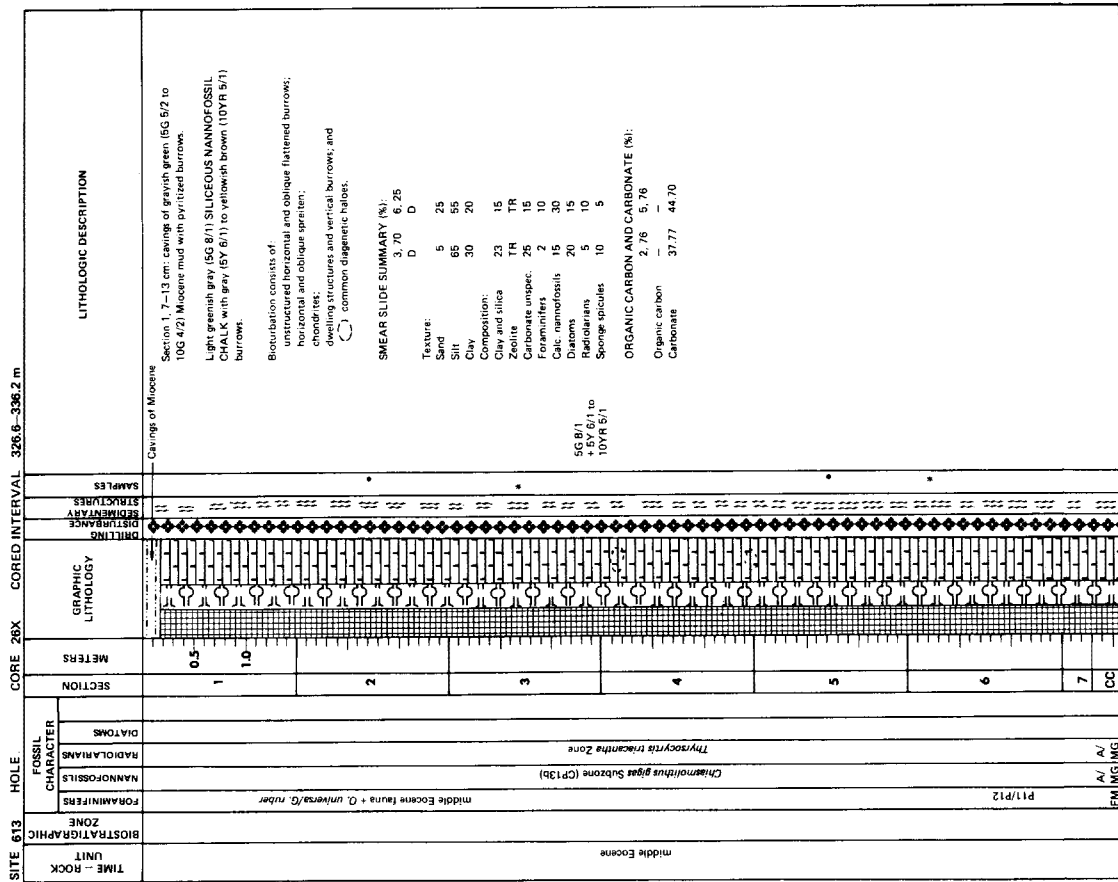 SITE 613 HOLE CORE 26X CORED INTERVAL 326.6–336.2 m
TIME – ROCK
UNIT
BIOSTRATIGRAPHIC
ZONE
FOSSIL
CHARACTER
FORAMINIFERS
NANNOFOSSILS
RADIOLARIANS
DIATOMS
SECTION
METERS
GRAPHIC
LITHOLOGY
DRILLING
DISTURBANCE
SEDIMENTARY
STRUCTURES
SAMPLES
LITHOLOGIC DESCRIPTION
middle Eocene
middle Eocene fauna + O. universa/G. ruber
P11/P12
FM
Chiasmolithus gigas Subzone (CP13b)
A/
MG
Thyrsocyrtis triacantha Zone
A/
MG
1
2
3
4
5
6
7
CC
0.5
1.0
*
*
Cavings of Miocene
5G 8/1
+ 5Y 6/1 to
10YR 5/1
Section 1, 7–13 cm: cavings of grayish green (5G 5/2 to
10G 4/2) Miocene mud with pyritized burrows.
Light greenish gray (5G 8/1) SILICEOUS NANNOFOSSIL
CHALK with gray (5Y 6/1) to yellowish brown (10YR 5/1)
burrows.
Bioturbation consists of:
unstructured horizontal and oblique flattened burrows;
horizontal and oblique spreiten;
chondrites;
dwelling structures and vertical burrows; and
common diagenetic haloes.
SMEAR SLIDE SUMMARY (%):
3, 70 6, 25
D D
Texture:
Sand 5 25
Silt 65 55
Clay 30 20
Composition:
Clay and silica 23 15
Zeolite TR TR
Carbonate unspec. 25 15
Foraminifers 2 10
Calc. nannofossils 15 30
Diatoms 20 15
Radiolarians 5 10
Sponge spicules 10 5
ORGANIC CARBON AND CARBONATE (%):
2, 76 5, 76
Organic carbon – –
Carbonate 37.77 44.70